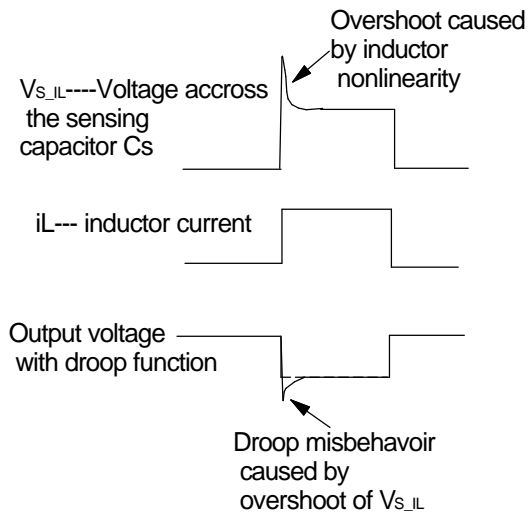 Overshoot caused
by inductor
nonlinearity
VS_IL----Voltage accross
the sensing
capacitor Cs
iL--- inductor current
Output voltage
with droop function
Droop misbehavoir
caused by
overshoot of VS_IL